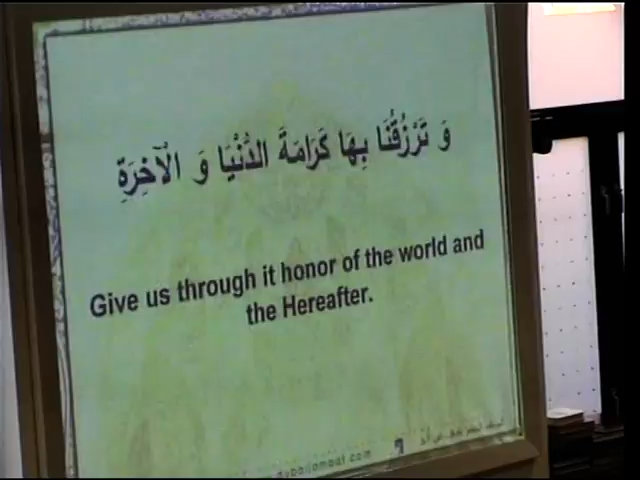 وَ تَرْزُقُنَا بِهَا كَرَامَةَ الدُّنْيَا وَ الْآخِرَةِ
Give us through it honor of the world and
the Hereafter.